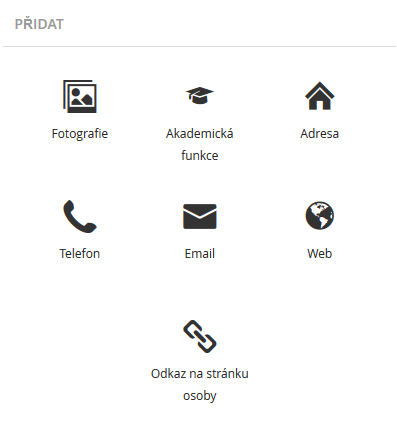 PŘIDAT
Fotografie
Akademická
funkce
Adresa
Telefon
Email
Web
Odkaz na stránku
osoby